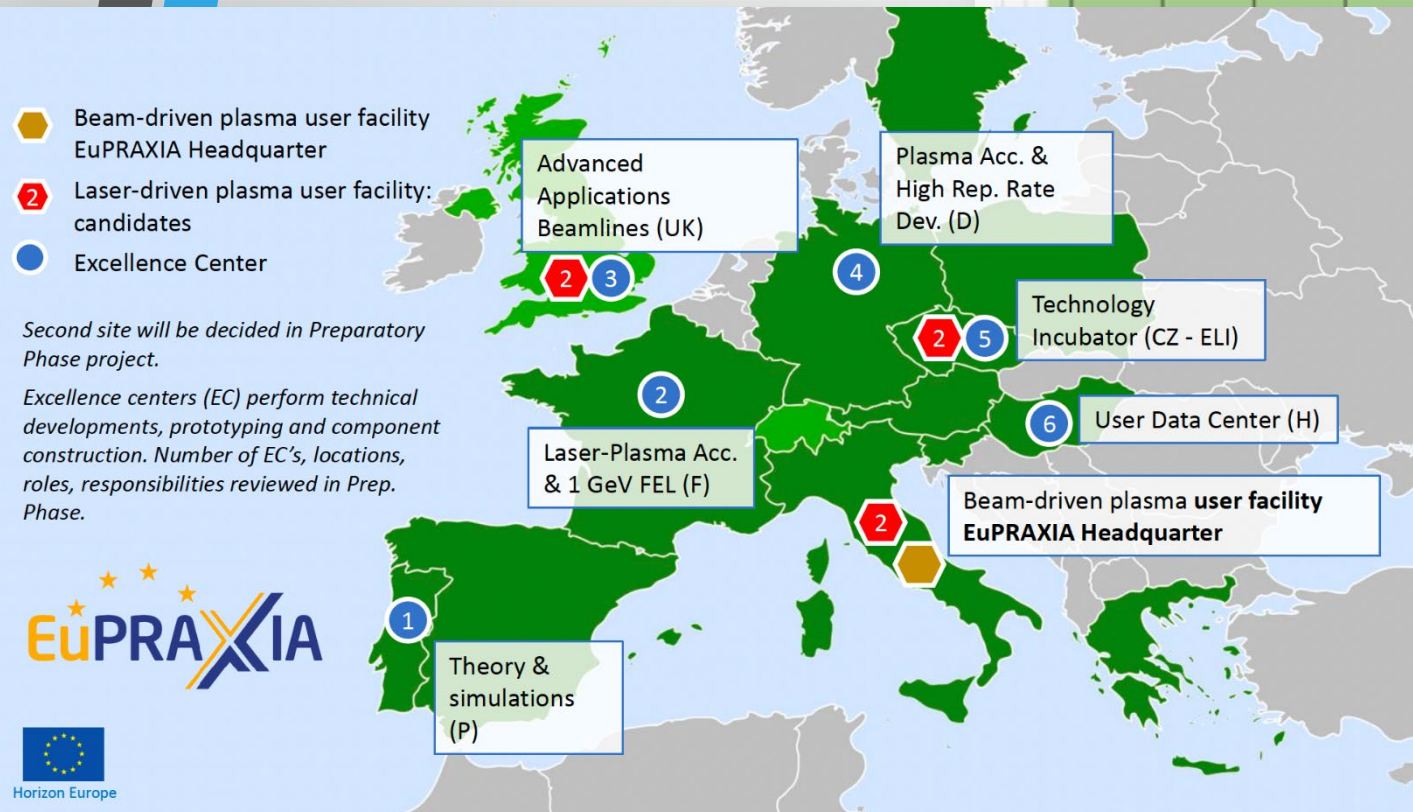 Beam-driven plasma user facility
EuPRAXIA Headquarter
2
Laser-driven plasma user facility:
candidates
Excellence Center
Second site will be decided in Preparatory
Phase project.
Excellence centers (EC) perform technical
developments, prototyping and component
construction. Number of EC's, locations,
roles, responsibilities reviewed in Prep.
Phase.
EuPRAXIA
Horizon Europe
Advanced
Applications
Beamlines (UK)
2
3
Plasma Acc. &
High Rep. Rate
Dev. (D)
4
Technology
Incubator (CZ - ELI)
2
5
2
Laser-Plasma Acc.
& 1 GeV FEL (F)
6
User Data Center (H)
Beam-driven plasma user facility
EuPRAXIA Headquarter
2
1
Theory &
simulations
(P)